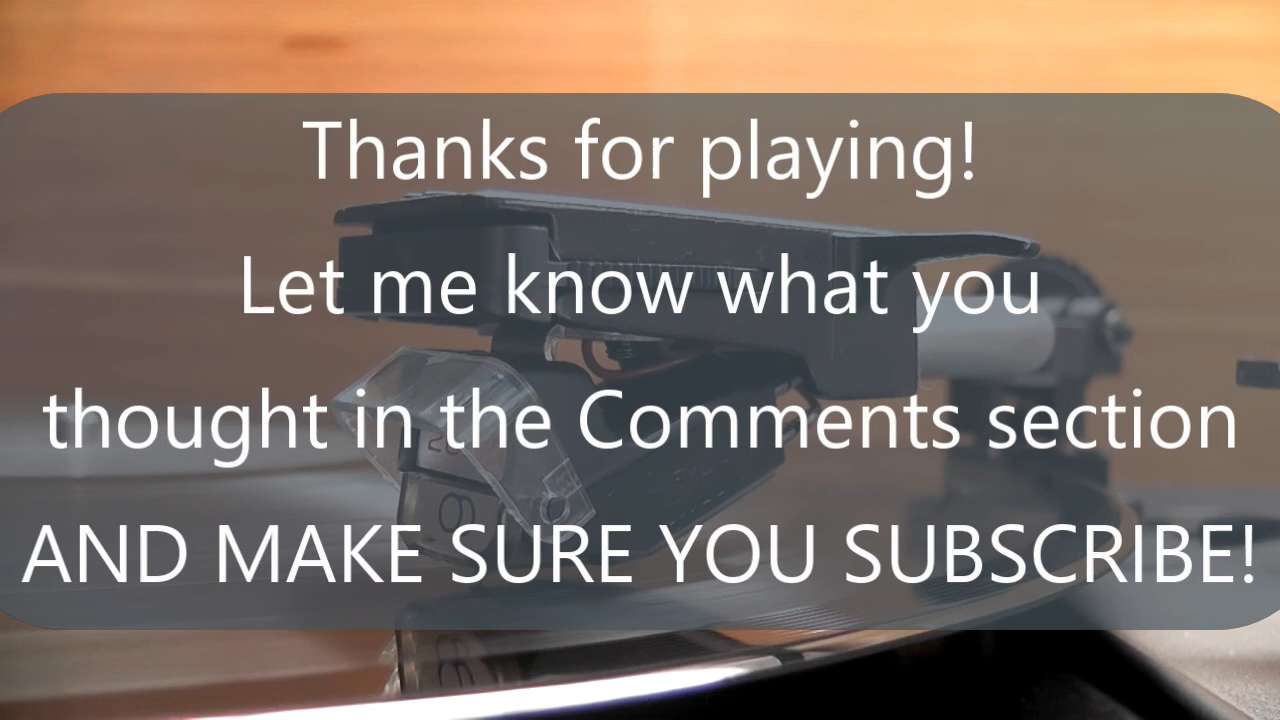 Thanks for playing!
Let me know what you
thought in the Comments section
AND MAKE SURE YOU SUBSCRIBE!